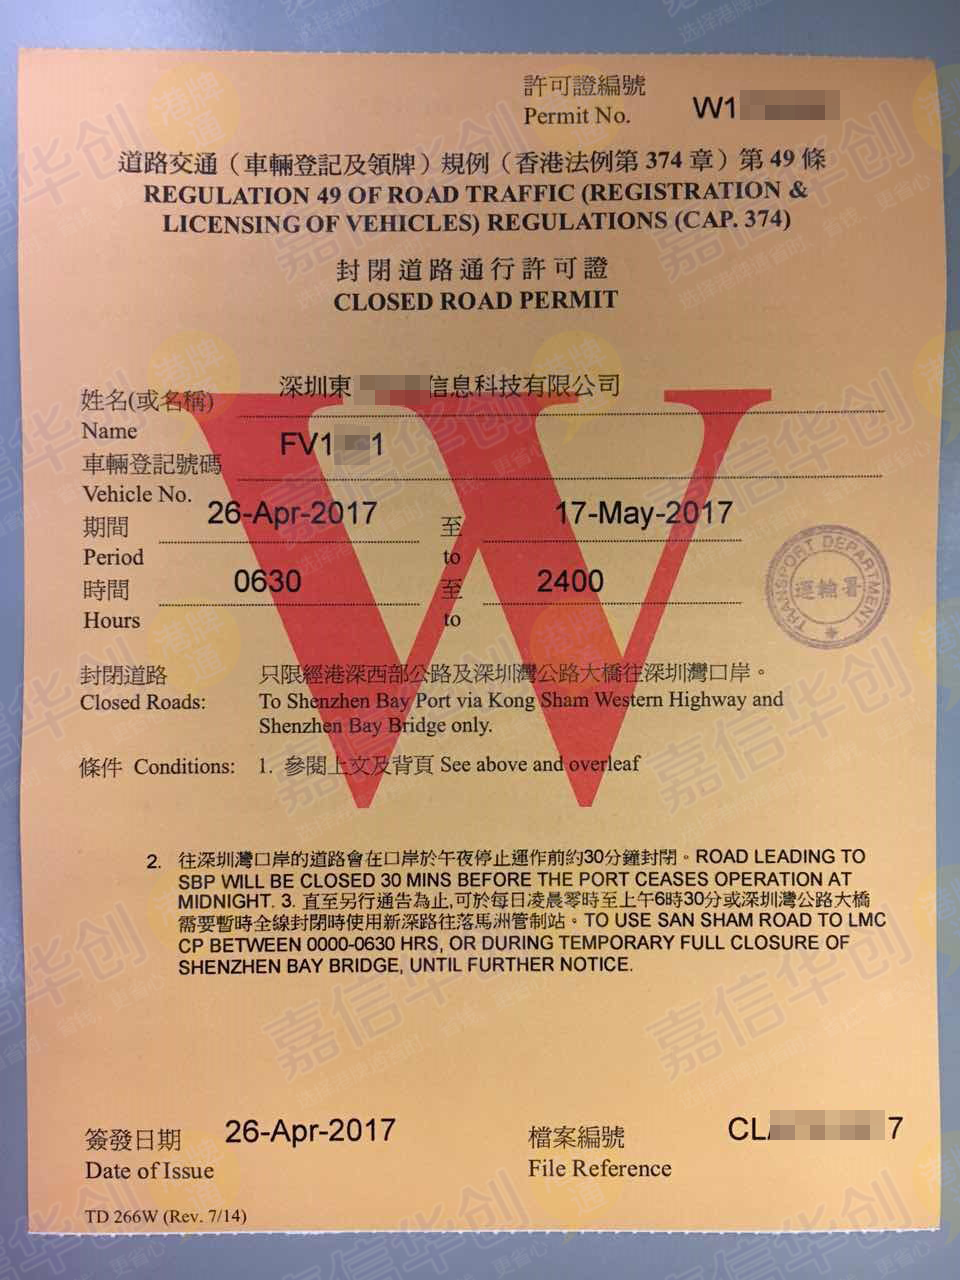 許可證編號
Permit No. W1
道路交通（車輛登記及領牌）規例（香港法例第 374 章）第 49 條
REGULATION 49 OF ROAD TRAFFIC (REGISTRATION &
LICENSING OF VEHICLES) REGULATIONS (CAP. 374)
封閉道路通行許可證
CLOSED ROAD PERMIT
W
姓名(或名稱) 深圳東 信息科技有限公司
Name
車輛登記號碼 FV1 1
Vehicle No.
期間 26-Apr-2017 至 17-May-2017
Period to
時間 0630 至 2400
Hours to
TRANSPORT DEPARTMENT
運輸署
封閉道路 只限經港深西部公路及深圳灣公路大橋往深圳灣口岸。
Closed Roads: To Shenzhen Bay Port via Kong Sham Western Highway and
Shenzhen Bay Bridge only.
條件 Conditions: 1. 參閱上文及背頁 See above and overleaf
2. 往深圳灣口岸的道路會在口岸於午夜停止運作前約30分鐘封閉。ROAD LEADING TO
SBP WILL BE CLOSED 30 MINS BEFORE THE PORT CEASES OPERATION AT
MIDNIGHT. 3. 直至另行通告為止,可於每日凌晨零時至上午6時30分或深圳灣公路大橋
需要暫時全線封閉時使用新深路往落馬洲管制站。TO USE SAN SHAM ROAD TO LMC
CP BETWEEN 0000-0630 HRS, OR DURING TEMPORARY FULL CLOSURE OF
SHENZHEN BAY BRIDGE, UNTIL FURTHER NOTICE.
簽發日期 26-Apr-2017 檔案編號 CL 7
Date of Issue File Reference
TD 266W (Rev. 7/14)
嘉信华创
港牌通